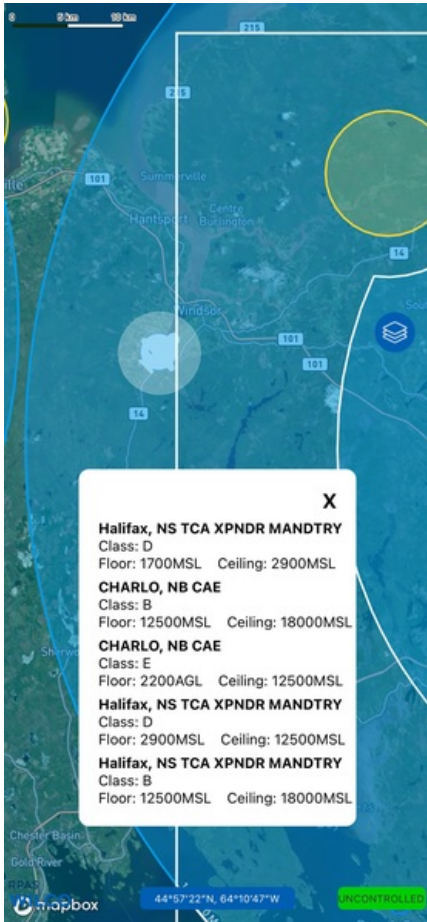 0 5 km 10 km
215
215
101
ville
Summerville
Centre
Burlington
Hantsport
14
Windsor
101
101
14
X
Halifax, NS TCA XPNDR MANDTRY
Class: D
Floor: 1700MSL Ceiling: 2900MSL
CHARLO, NB CAE
Class: B
Floor: 12500MSL Ceiling: 18000MSL
CHARLO, NB CAE
Class: E
Floor: 2200AGL Ceiling: 12500MSL
Halifax, NS TCA XPNDR MANDTRY
Class: D
Floor: 2900MSL Ceiling: 12500MSL
Halifax, NS TCA XPNDR MANDTRY
Class: B
Floor: 12500MSL Ceiling: 18000MSL
Sherwo
Chester Basin
Gold River
RPAS
mapbox
44°57'22"N, 64°10'47"W
UNCONTROLLED